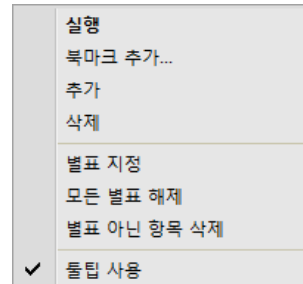 실행
북마크 추가...
추가
삭제
별표 지정
모든 별표 해제
별표 아닌 항목 삭제
툴팁 사용